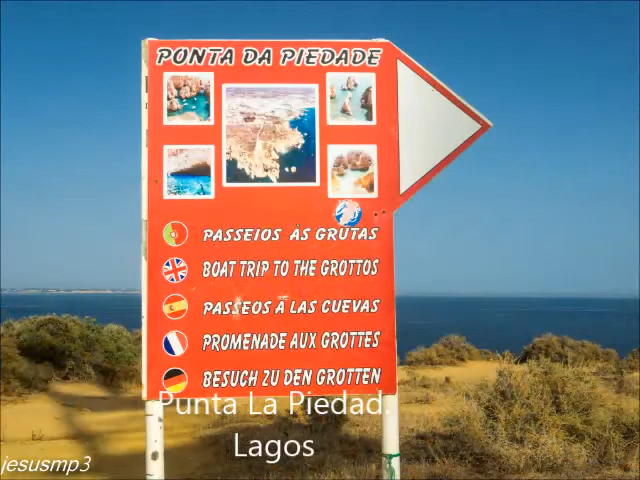 PONTA DA PIEDADE
PASSEIOS ÀS GRUTAS
BOAT TRIP TO THE GROTTOS
PASSEOS Á LAS CUEVAS
PROMENADE AUX GROTTES
BESUCH ZU DEN GROTTEN
Punta La Piedad.
Lagos
jesusmp3